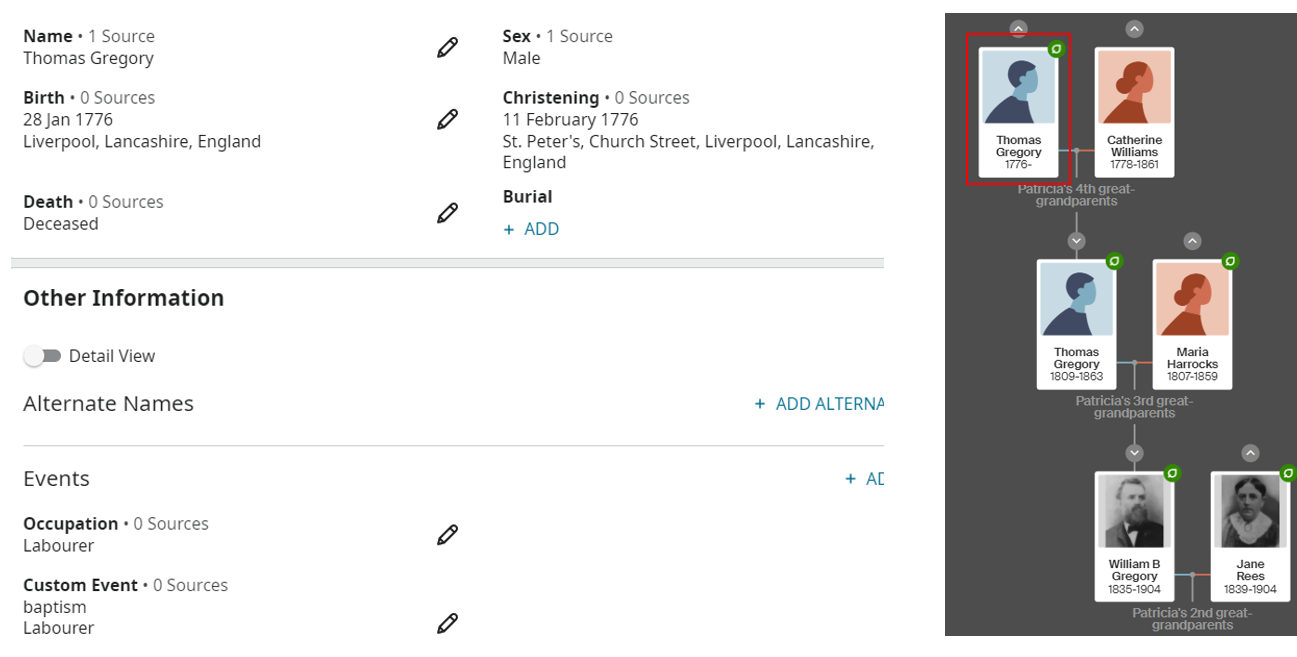 Name • 1 Source
Thomas Gregory
Sex • 1 Source
Male
Birth • 0 Sources
28 Jan 1776
Liverpool, Lancashire, England
Christening • 0 Sources
11 February 1776
St. Peter's, Church Street, Liverpool, Lancashire,
England
Death • 0 Sources
Deceased
Burial
+ ADD
Other Information
Detail View
Alternate Names
+ ADD ALTERNA
Events
+ AD
Occupation • 0 Sources
Labourer
Custom Event • 0 Sources
baptism
Labourer
Thomas
Gregory
1776-
Catherine
Williams
1778-1861
Patricia's 4th great-
grandparents
Thomas
Gregory
1809-1863
Maria
Harrocks
1807-1859
Patricia's 3rd great-
grandparents
William B
Gregory
1835-1904
Jane
Rees
1839-1904
Patricia's 2nd great-
grandparents